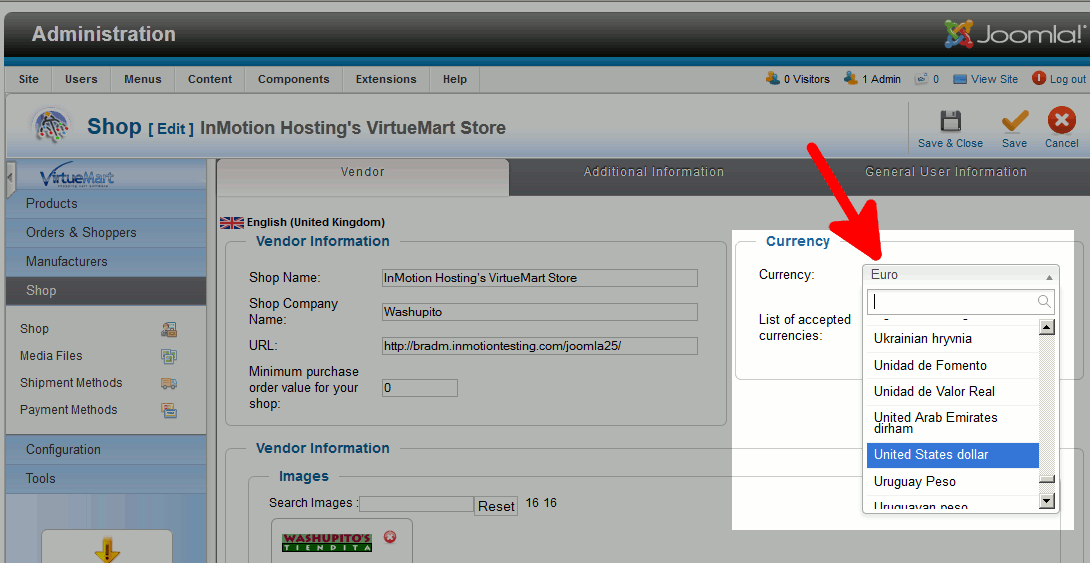 Administration
Joomla!
Site Users Menus Content Components Extensions Help
0 Visitors 1 Admin 0 View Site Log out
Shop [ Edit ] InMotion Hosting's VirtueMart Store
Save & Close Save Cancel
VirtueMart
Products
Orders & Shoppers
Manufacturers
Shop
Shop
Media Files
Shipment Methods
Payment Methods
Configuration
Tools
Vendor Additional Information General User Information
English (United Kingdom)
Vendor Information
Shop Name: InMotion Hosting's VirtueMart Store
Shop Company
Name: Washupito
URL: http://bradm.inmotiontesting.com/joomla25/
Minimum purchase
order value for your
shop: 0
Currency
Currency: Euro
List of accepted
currencies:
Ukrainian hryvnia
Unidad de Fomento
Unidad de Valor Real
United Arab Emirates
dirham
United States dollar
Uruguay Peso
Uruguayan peso
Vendor Information
Images
Search Images : Reset 16 16
WASHUPITO'S
TIENDITA